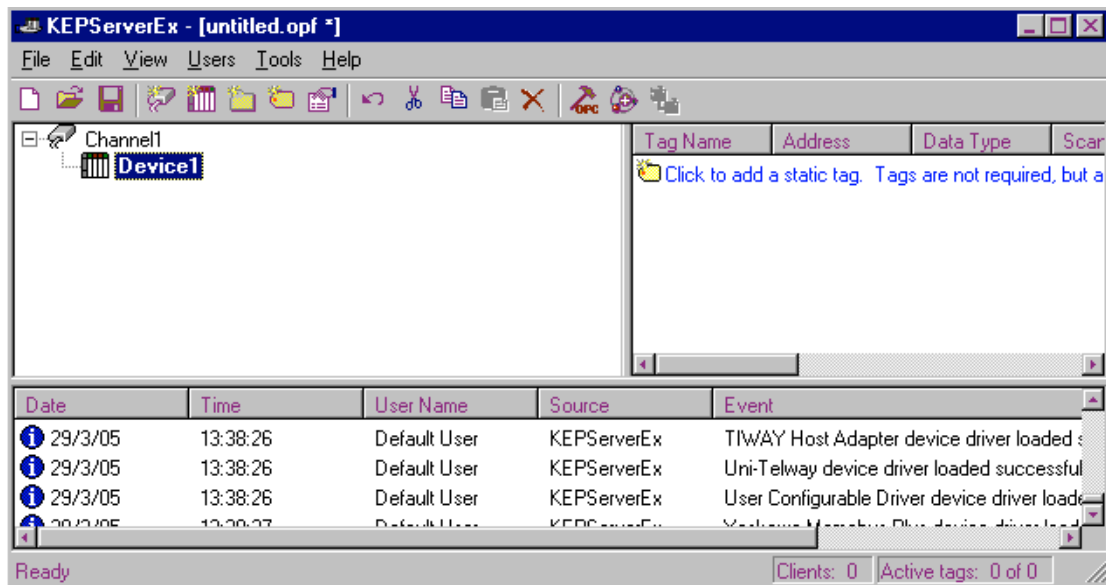 KEPServerEx - [untitled.opf *]
File Edit View Users Tools Help
OPC
Channel1
Device1
Tag Name Address Data Type Scan
Click to add a static tag. Tags are not required, but a
Date Time User Name Source Event
29/3/05 13:38:26 Default User KEPServerEx TIWAY Host Adapter device driver loaded s
29/3/05 13:38:26 Default User KEPServerEx Uni-Telway device driver loaded successful
29/3/05 13:38:26 Default User KEPServerEx User Configurable Driver device driver loade
Ready Clients: 0 Active tags: 0 of 0